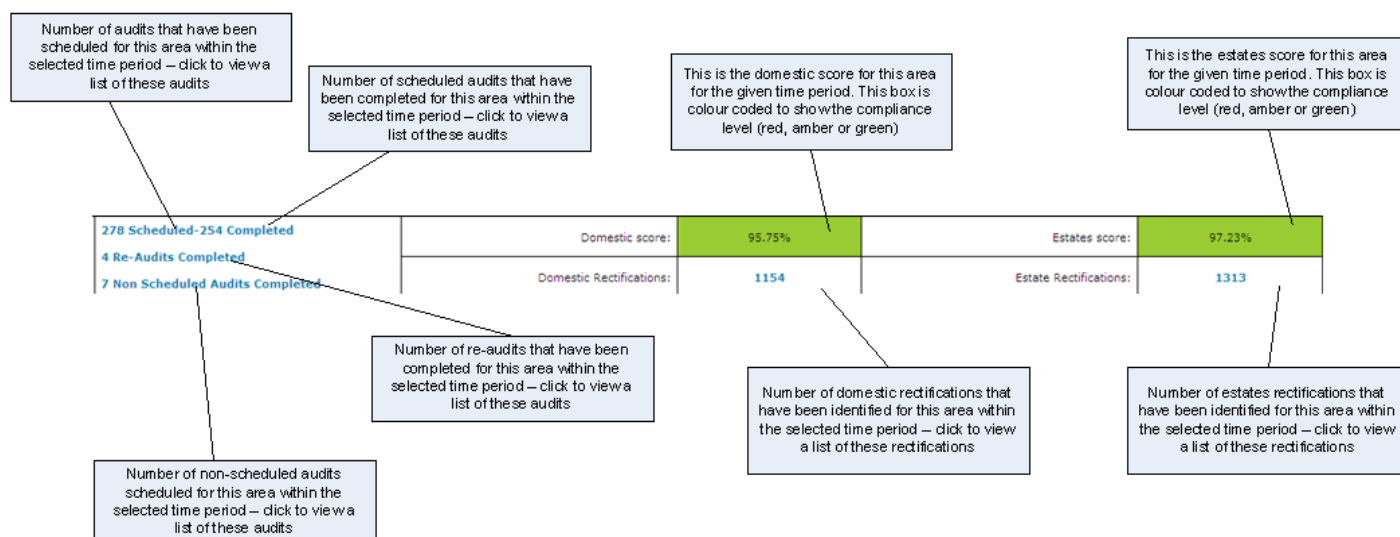 Number of audits that have been
scheduled for this area within the
selected time period – click to view a
list of these audits
Number of scheduled audits that have
been completed for this area within the
selected time period – click to view a
list of these audits
This is the domestic score for this area
for the given time period. This box is
colour coded to show the compliance
level (red, amber or green)
This is the estates score for this area
for the given time period. This box is
colour coded to show the compliance
level (red, amber or green)
278 Scheduled-254 Completed
4 Re-Audits Completed
7 Non Scheduled Audits Completed
Domestic score:
95.75%
Estates score:
97.23%
Domestic Rectifications:
1154
Estate Rectifications:
1313
Number of re-audits that have been
completed for this area within the
selected time period – click to view a
list of these audits
Number of domestic rectifications that
have been identified for this area within
the selected time period – click to view
a list of these rectifications
Number of estates rectifications that
have been identified for this area within
the selected time period – click to view
a list of these rectifications
Number of non-scheduled audits
scheduled for this area within the
selected time period – click to view a
list of these audits